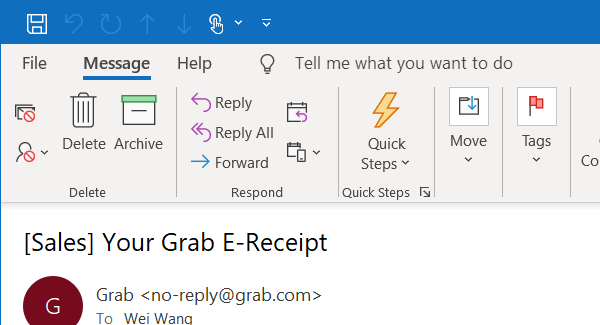 File Message Help Tell me what you want to do
Delete Archive Reply Reply All Forward Quick Steps Move Tags
Delete Respond Quick Steps
[Sales] Your Grab E-Receipt
G
Grab <no-reply@grab.com>
To Wei Wang